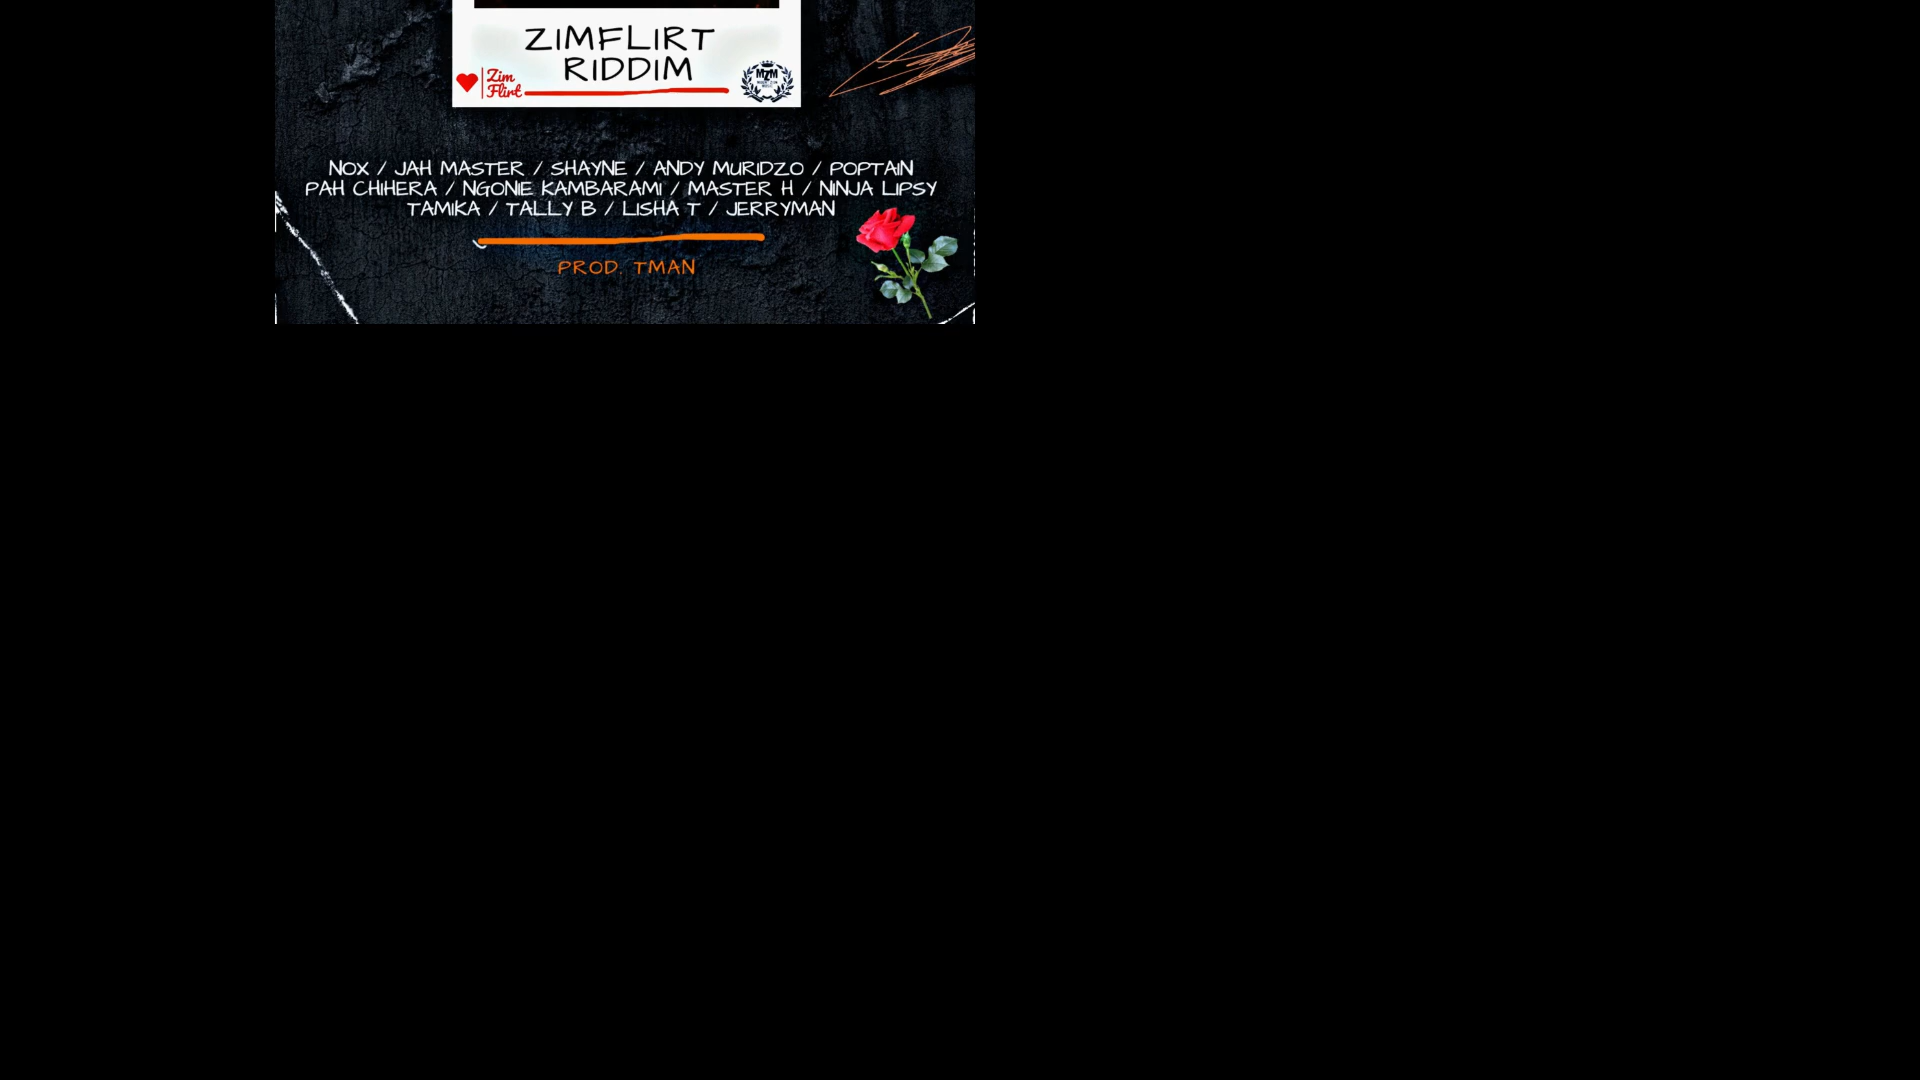 ZIMFLIRT
RIDDIM
Zim
Flirt
MZM
NOX / JAH MASTER / SHAYNE / ANDY MURIDZO / POPTAIN
PAH CHIHERA / NGONIE KAMBARAMI / MASTER H / NINJA LIPSY
TAMIKA / TALLY B / LISHA T / JERRYMAN
PROD. TMAN